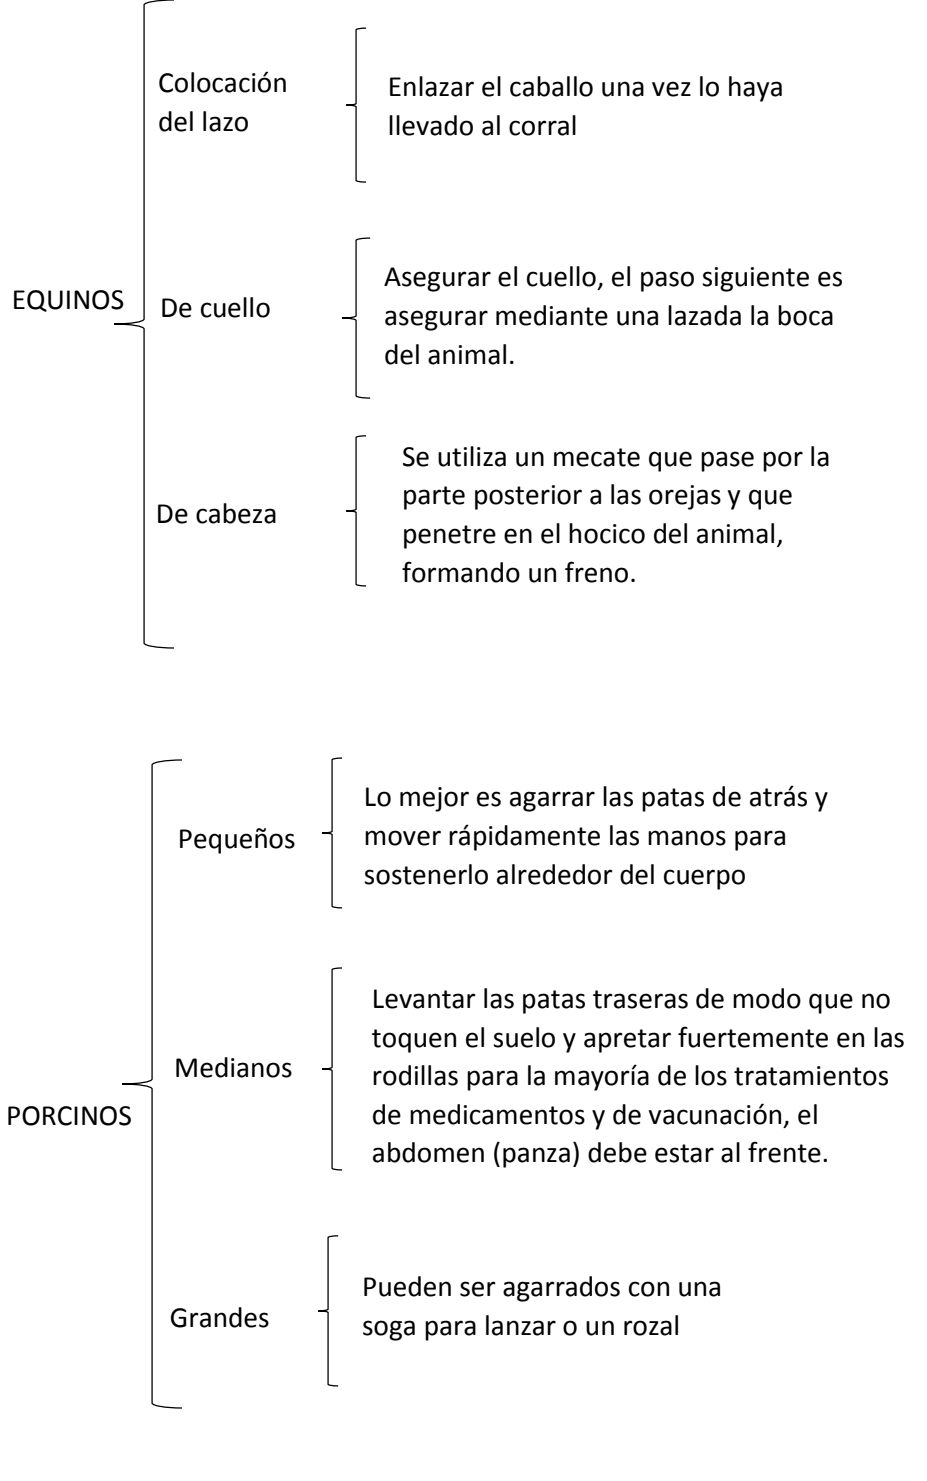 Colocación
del lazo
Enlazar el caballo una vez lo haya
llevado al corral
EQUINOS
De cuello
Asegurar el cuello, el paso siguiente es
asegurar mediante una lazada la boca
del animal.
De cabeza
Se utiliza un mecate que pase por la
parte posterior a las orejas y que
penetre en el hocico del animal,
formando un freno.
Pequeños
Lo mejor es agarrar las patas de atrás y
mover rápidamente las manos para
sostenerlo alrededor del cuerpo
PORCINOS
Medianos
Levantar las patas traseras de modo que no
toquen el suelo y apretar fuertemente en las
rodillas para la mayoría de los tratamientos
de medicamentos y de vacunación, el
abdomen (panza) debe estar al frente.
Grandes
Pueden ser agarrados con una
soga para lanzar o un rozal